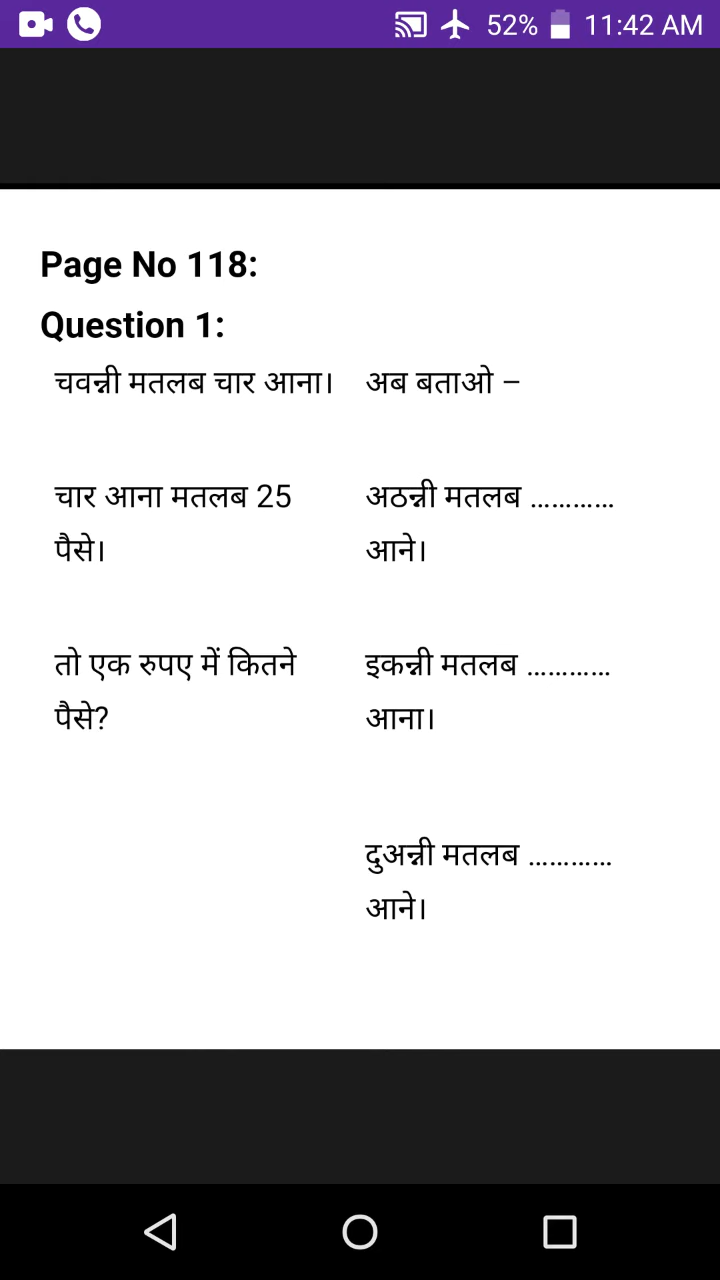 52% 11:42 AM
Page No 118:
Question 1:
चवन्नी मतलब चार आना। अब बताओ –
चार आना मतलब 25
पैसे।
अठन्नी मतलब …………
आने।
तो एक रुपए में कितने
पैसे?
इकन्नी मतलब …………
आना।
दुअन्नी मतलब …………
आने।